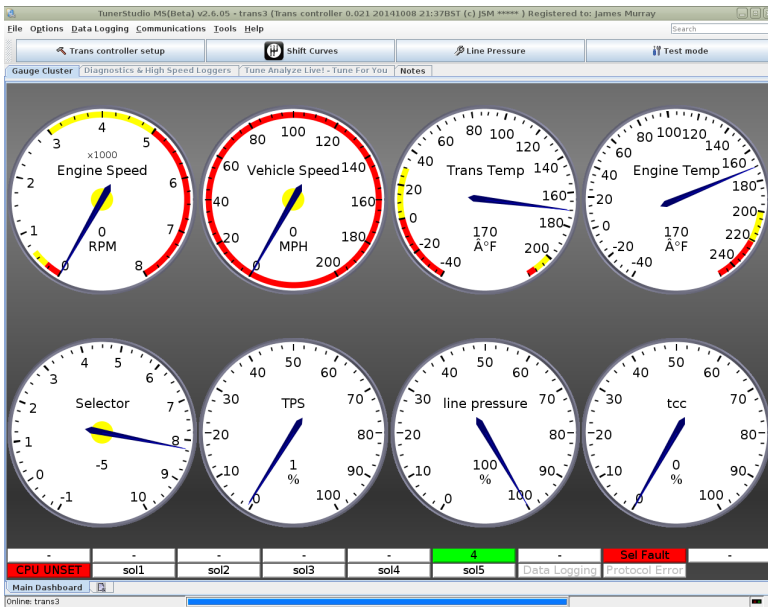 TunerStudio MS(Beta) v2.6.05 - trans3 (Trans controller 0.021 20141008 21:37BST (c) JSM ***** ) Registered to: James Murray
File Options Data Logging Communications Tools Help Search
Trans controller setup Shift Curves Line Pressure Test mode
Gauge Cluster Diagnostics & High Speed Loggers Tune Analyze Live! - Tune For You Notes
0 1 2 3 4 5 6 7 8
x1000
Engine Speed
0
RPM
0 20 40 60 80 100 120 140 160 180 200
Vehicle Speed
0
MPH
-40 -20 0 20 40 60 80 100 120 140 160 180 200
Trans Temp
170
Â°F
-40 -20 0 20 40 60 80 100 120 140 160 180 200 220 240
Engine Temp
170
Â°F
-1 0 1 2 3 4 5 6 7 8 9 10
Selector
-5
0 10 20 30 40 50 60 70 80 90 100
TPS
1
%
0 10 20 30 40 50 60 70 80 90 100
line pressure
100
%
0 10 20 30 40 50 60 70 80 90 100
tcc
0
%
- - - - - 4 - Sel Fault -
CPU UNSET sol1 sol2 sol3 sol4 sol5 Data Logging Protocol Error
Main Dashboard
Online: trans3